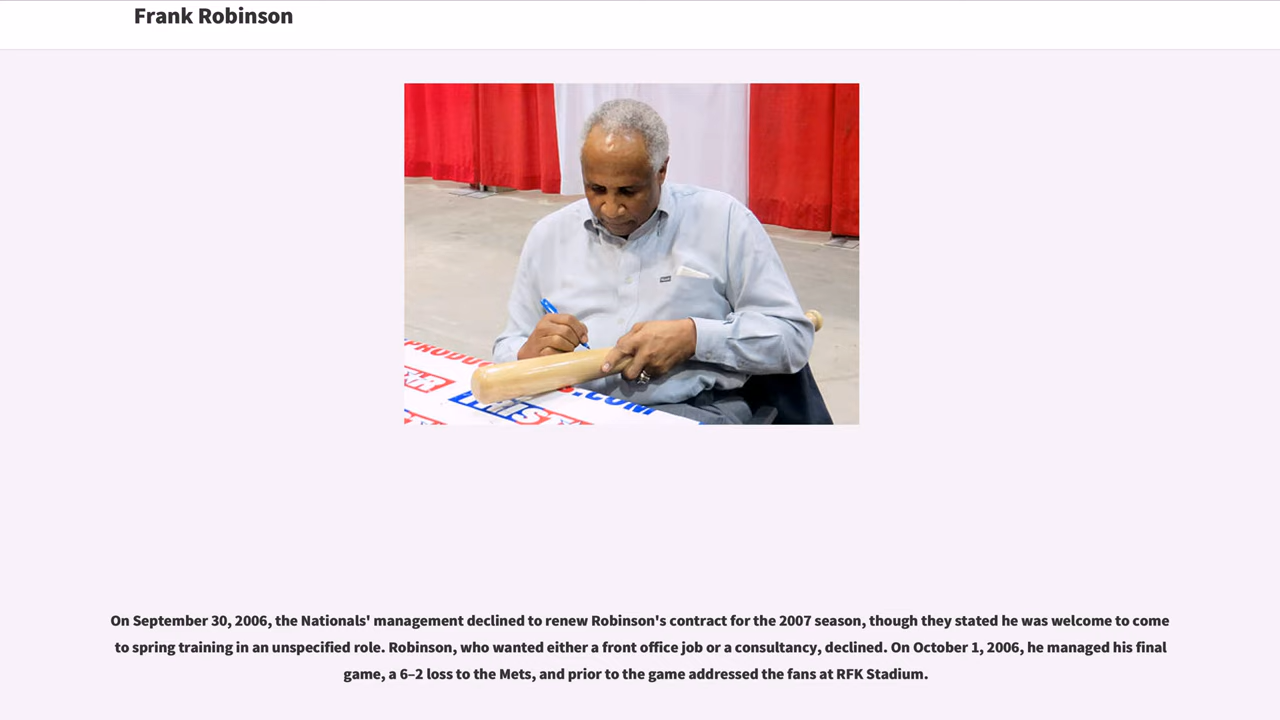 Frank Robinson
On September 30, 2006, the Nationals' management declined to renew Robinson's contract for the 2007 season, though they stated he was welcome to come
to spring training in an unspecified role. Robinson, who wanted either a front office job or a consultancy, declined. On October 1, 2006, he managed his final
game, a 6–2 loss to the Mets, and prior to the game addressed the fans at RFK Stadium.